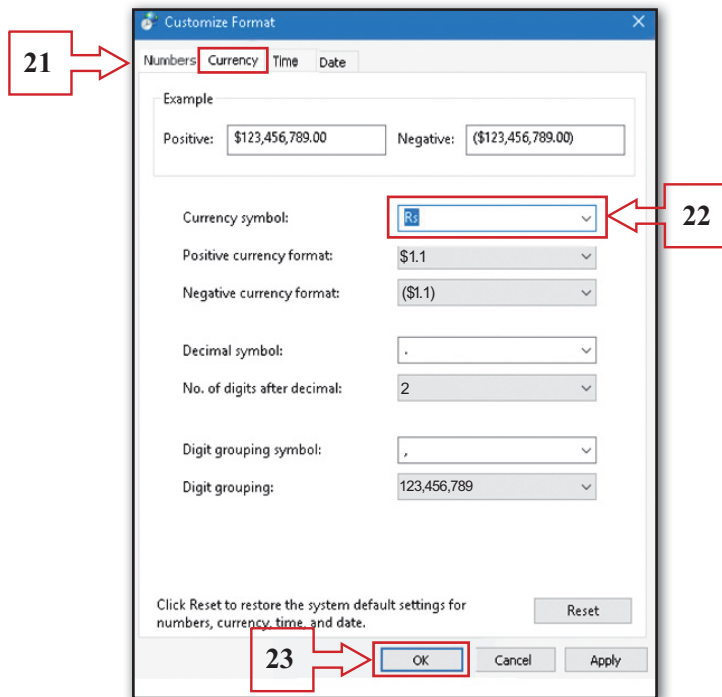 Customize Format
21
Numbers Currency Time Date
Example
Positive: $123,456,789.00 Negative: ($123,456,789.00)
Currency symbol: Rs
22
Positive currency format: $1.1
Negative currency format: ($1.1)
Decimal symbol: .
No. of digits after decimal: 2
Digit grouping symbol: ,
Digit grouping: 123,456,789
Click Reset to restore the system default settings for
numbers, currency, time, and date.
Reset
23
OK Cancel Apply